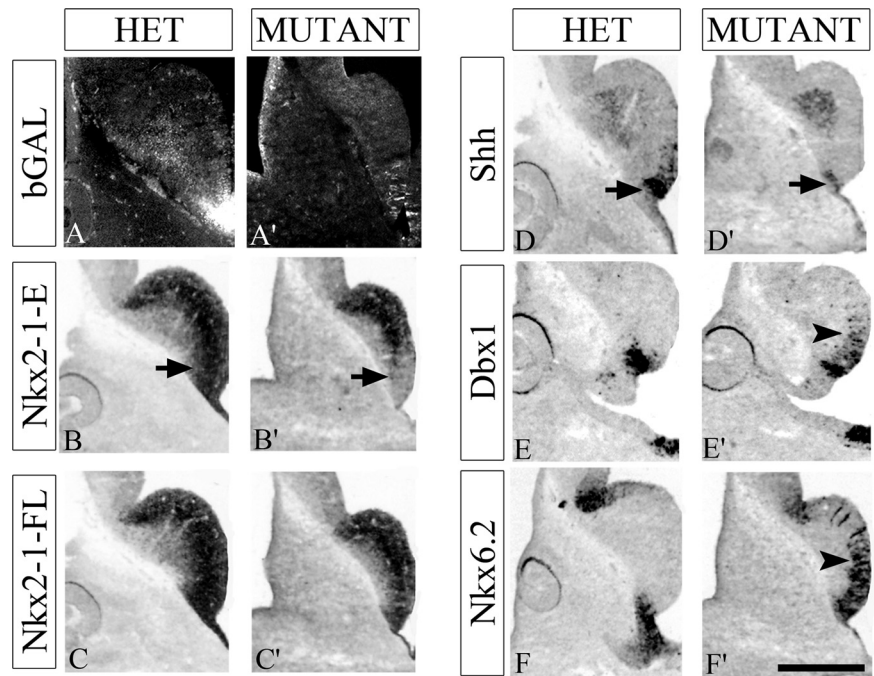 HET MUTANT
bGAL
A A'
Nkx2-1-E
B B'
Nkx2-1-FL
C C'
HET MUTANT
Shh
D D'
Dbx1
E E'
Nkx6.2
F F'